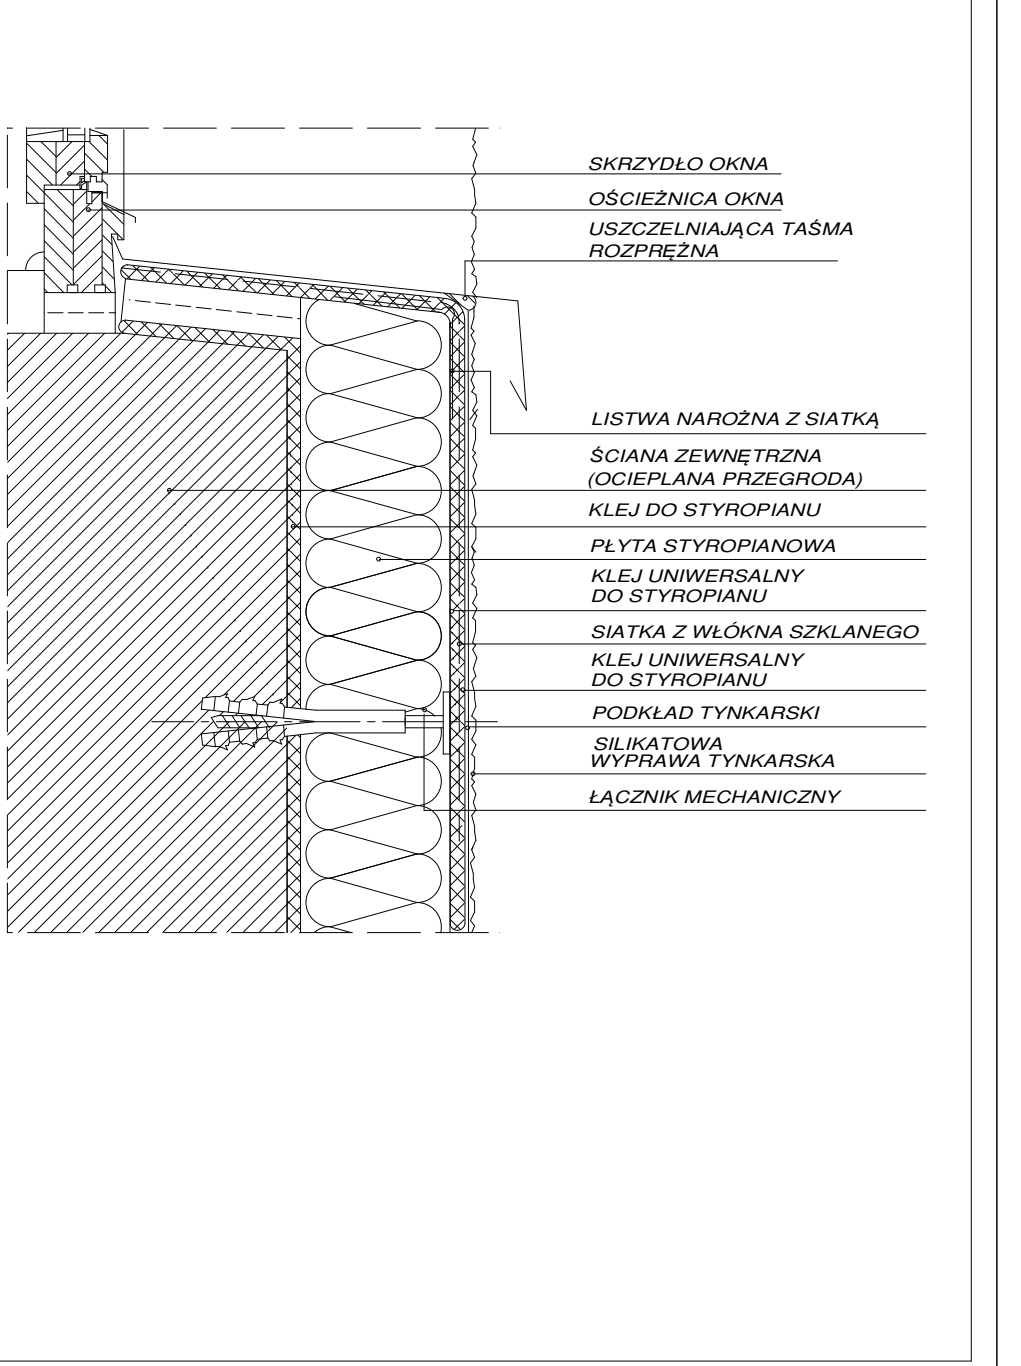 SKRZYDŁO OKNA
OŚCIEŻNICA OKNA
USZCZELNIAJĄCA TAŚMA
ROZPRĘŻNA
LISTWA NAROŻNA Z SIATKĄ
ŚCIANA ZEWNĘTRZNA
(OCIEPLANA PRZEGRODA)
KLEJ DO STYROPIANU
PŁYTA STYROPIANOWA
KLEJ UNIWERSALNY
DO STYROPIANU
SIATKA Z WŁÓKNA SZKLANEGO
KLEJ UNIWERSALNY
DO STYROPIANU
PODKŁAD TYNKARSKI
SILIKATOWA
WYPRAWA TYNKARSKA
ŁĄCZNIK MECHANICZNY